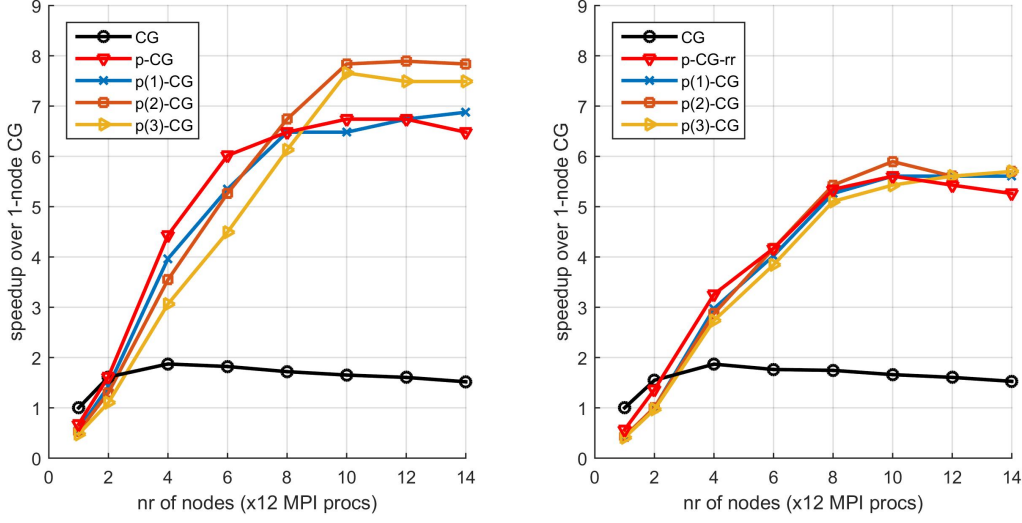 speedup over 1-node CG
9
8
7
6
5
4
3
2
1
0
CG
p-CG
p(1)-CG
p(2)-CG
p(3)-CG
0 2 4 6 8 10 12 14
nr of nodes (x12 MPI procs)
speedup over 1-node CG
9
8
7
6
5
4
3
2
1
0
CG
p-CG-rr
p(1)-CG
p(2)-CG
p(3)-CG
0 2 4 6 8 10 12 14
nr of nodes (x12 MPI procs)